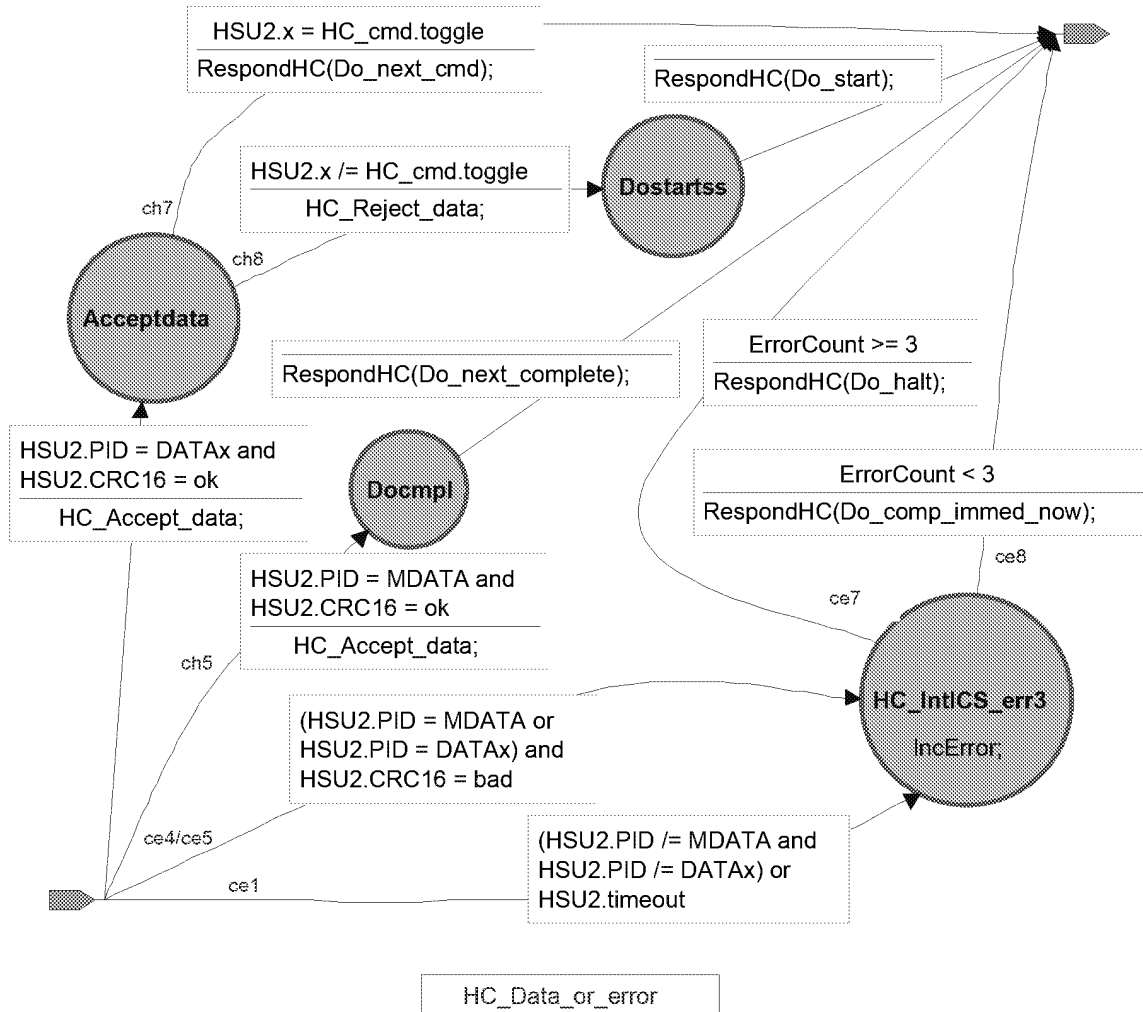 HSU2.x = HC_cmd.toggle
RespondHC(Do_next_cmd);
RespondHC(Do_start);
HSU2.x /= HC_cmd.toggle
HC_Reject_data;
Dostartss
ch7
ch8
Acceptdata
ErrorCount >= 3
RespondHC(Do_halt);
RespondHC(Do_next_complete);
HSU2.PID = DATAx and
HSU2.CRC16 = ok
HC_Accept_data;
Docmpl
ErrorCount < 3
RespondHC(Do_comp_immed_now);
ce8
HSU2.PID = MDATA and
HSU2.CRC16 = ok
HC_Accept_data;
ce7
ch5
HC_IntICS_err3
IncError;
(HSU2.PID = MDATA or
HSU2.PID = DATAx) and
HSU2.CRC16 = bad
ce4/ce5
(HSU2.PID /= MDATA and
HSU2.PID /= DATAx) or
HSU2.timeout
ce1
HC_Data_or_error